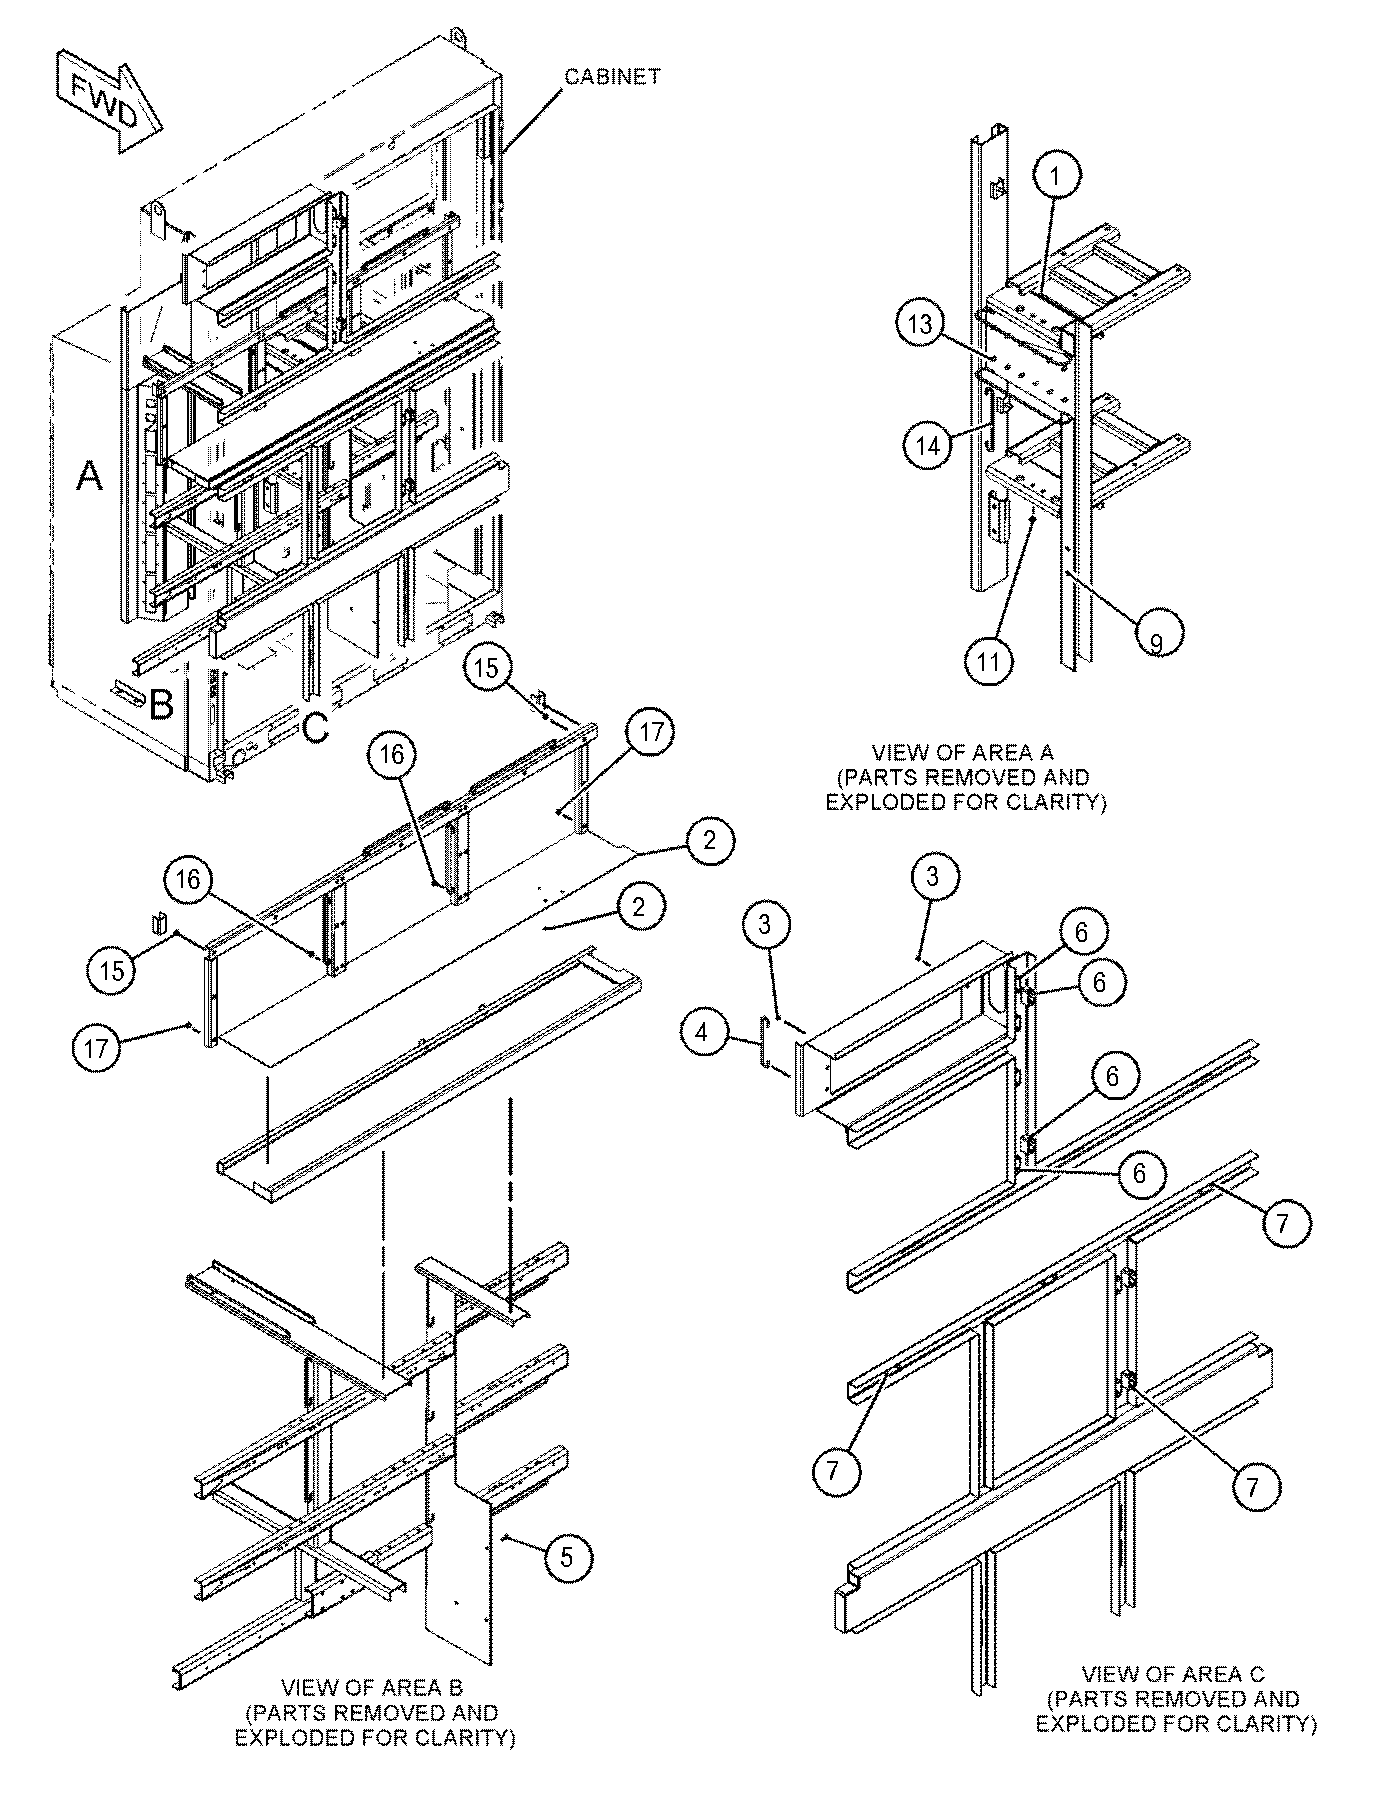 FWD
CABINET
A
B
C
1
13
14
11
9
VIEW OF AREA A
(PARTS REMOVED AND
EXPLODED FOR CLARITY)
15
17
16
2
16
2
15
17
5
VIEW OF AREA B
(PARTS REMOVED AND
EXPLODED FOR CLARITY)
3
3
6
6
4
6
6
7
7
7
VIEW OF AREA C
(PARTS REMOVED AND
EXPLODED FOR CLARITY)